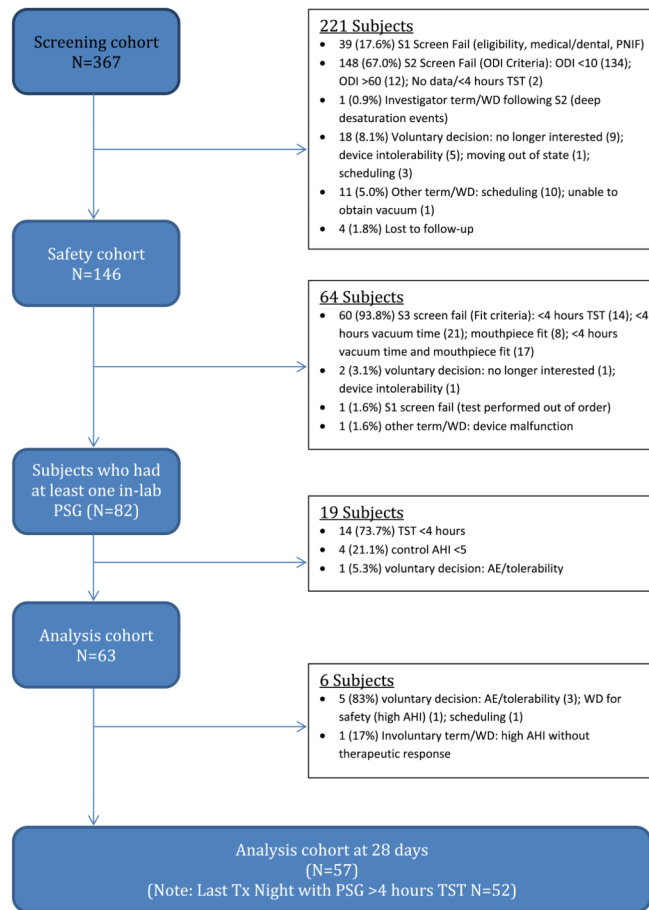 Screening cohort
N=367
221 Subjects
• 39 (17.6%) S1 Screen Fail (eligibility, medical/dental, PNIF)
• 148 (67.0%) S2 Screen Fail (ODI Criteria): ODI <10 (134);
ODI >60 (12); No data/<4 hours TST (2)
• 1 (0.9%) Investigator term/WD following S2 (deep
desaturation events)
• 18 (8.1%) Voluntary decision: no longer interested (9);
device intolerability (5); moving out of state (1);
scheduling (3)
• 11 (5.0%) Other term/WD: scheduling (10); unable to
obtain vacuum (1)
• 4 (1.8%) Lost to follow-up
Safety cohort
N=146
64 Subjects
• 60 (93.8%) S3 screen fail (Fit criteria): <4 hours TST (14); <4
hours vacuum time (21); mouthpiece fit (8); <4 hours
vacuum time and mouthpiece fit (17)
• 2 (3.1%) voluntary decision: no longer interested (1);
device intolerability (1)
• 1 (1.6%) S1 screen fail (test performed out of order)
• 1 (1.6%) other term/WD: device malfunction
Subjects who had
at least one in-lab
PSG (N=82)
19 Subjects
• 14 (73.7%) TST <4 hours
• 4 (21.1%) control AHI <5
• 1 (5.3%) voluntary decision: AE/tolerability
Analysis cohort
N=63
6 Subjects
• 5 (83%) voluntary decision: AE/tolerability (3); WD for
safety (high AHI) (1); scheduling (1)
• 1 (17%) Involuntary term/WD: high AHI without
therapeutic response
Analysis cohort at 28 days
(N=57)
(Note: Last Tx Night with PSG >4 hours TST N=52)